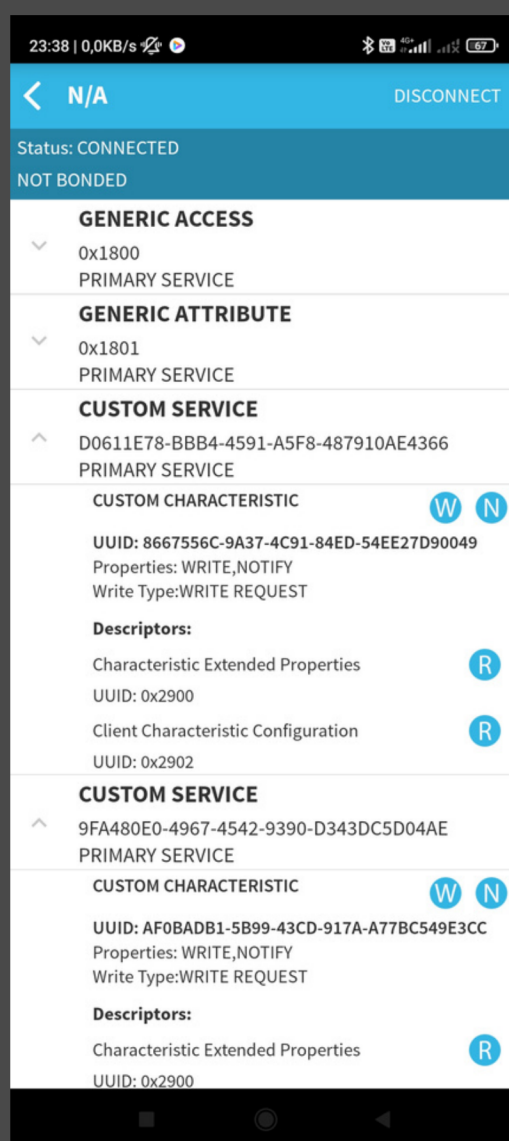 23:38 | 0,0KB/s
4G+
67
N/A
DISCONNECT
Status: CONNECTED
NOT BONDED
GENERIC ACCESS
0x1800
PRIMARY SERVICE
GENERIC ATTRIBUTE
0x1801
PRIMARY SERVICE
CUSTOM SERVICE
D0611E78-BBB4-4591-A5F8-487910AE4366
PRIMARY SERVICE
CUSTOM CHARACTERISTIC
W N
UUID: 8667556C-9A37-4C91-84ED-54EE27D90049
Properties: WRITE,NOTIFY
Write Type:WRITE REQUEST
Descriptors:
Characteristic Extended Properties
R
UUID: 0x2900
Client Characteristic Configuration
R
UUID: 0x2902
CUSTOM SERVICE
9FA480E0-4967-4542-9390-D343DC5D04AE
PRIMARY SERVICE
CUSTOM CHARACTERISTIC
W N
UUID: AF0BADB1-5B99-43CD-917A-A77BC549E3CC
Properties: WRITE,NOTIFY
Write Type:WRITE REQUEST
Descriptors:
Characteristic Extended Properties
R
UUID: 0x2900